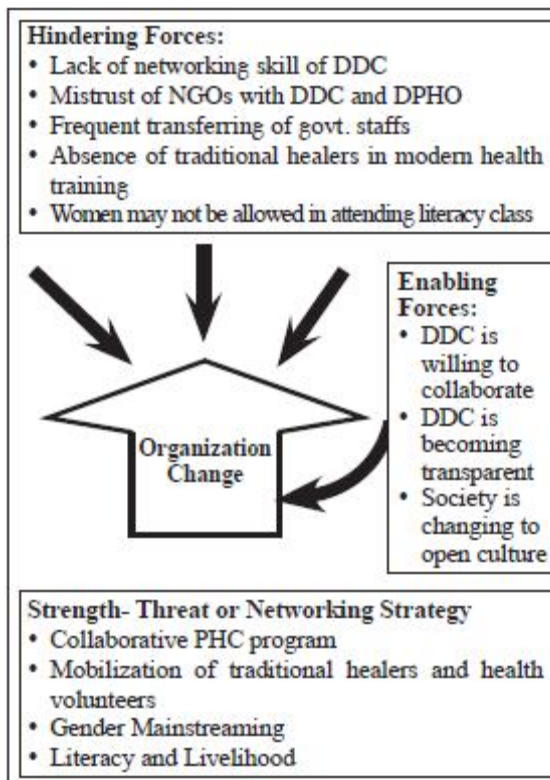 Hindering Forces:
• Lack of networking skill of DDC
• Mistrust of NGOs with DDC and DPHO
• Frequent transferring of govt. staffs
• Absence of traditional healers in modern health
training
• Women may not be allowed in attending literacy class
Enabling
Forces:
• DDC is
willing to
collaborate
• DDC is
becoming
transparent
• Society is
changing to
open culture
Organization
Change
Strength- Threat or Networking Strategy
• Collaborative PHC program
• Mobilization of traditional healers and health
volunteers
• Gender Mainstreaming
• Literacy and Livelihood